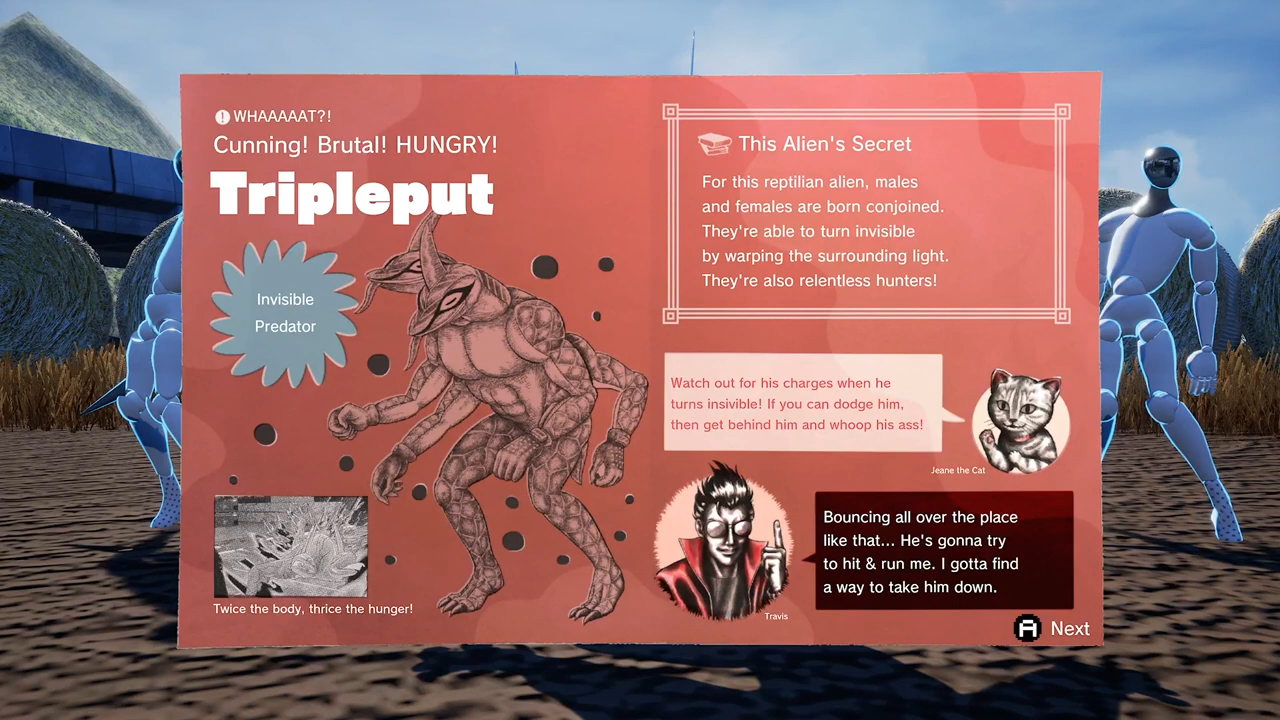 WHAAAAAT?!
Cunning! Brutal! HUNGRY!
Tripleput
Invisible
Predator
Twice the body, thrice the hunger!
This Alien's Secret
For this reptilian alien, males
and females are born conjoined.
They're able to turn invisible
by warping the surrounding light.
They're also relentless hunters!
Watch out for his charges when he
turns insivible! If you can dodge him,
then get behind him and whoop his ass!
Jeane the Cat
Bouncing all over the place
like that... He's gonna try
to hit & run me. I gotta find
a way to take him down.
Travis
A Next